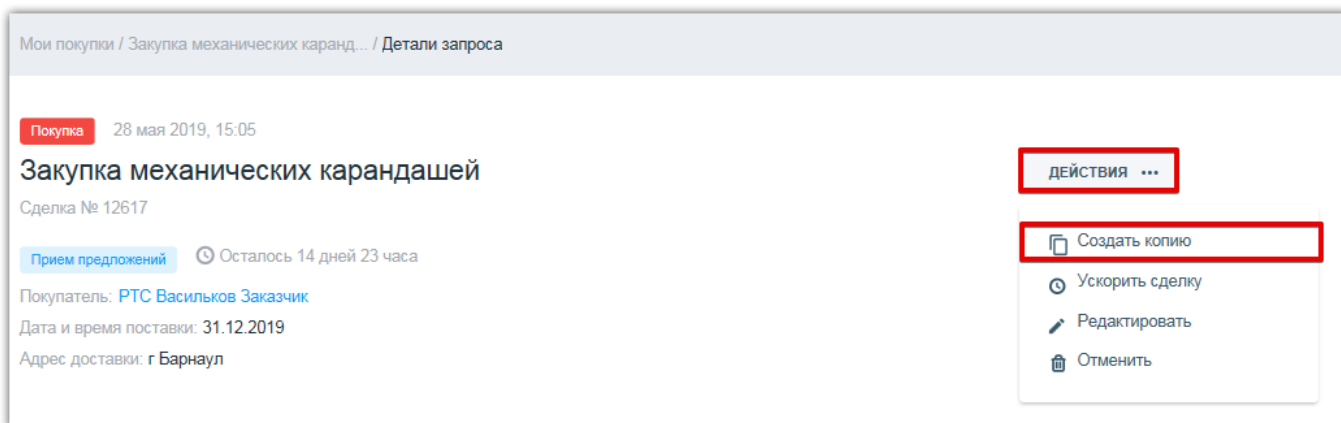 Мои покупки / Закупка механических каранд... / Детали запроса
Покупка 28 мая 2019, 15:05
Закупка механических карандашей
ДЕЙСТВИЯ •••
Сделка № 12617
Создать копию
Прием предложений Осталось 14 дней 23 часа
Ускорить сделку
Покупатель: РТС Васильков Заказчик
Редактировать
Дата и время поставки: 31.12.2019
Адрес доставки: г Барнаул
Отменить